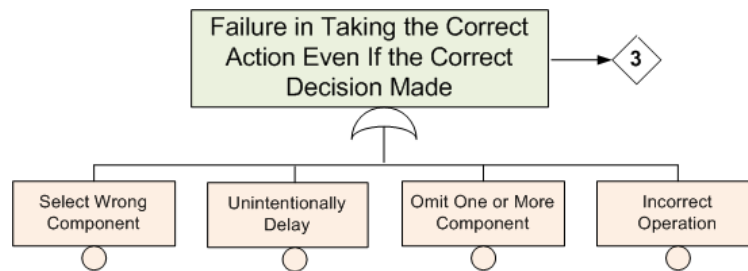 Failure in Taking the Correct
Action Even If the Correct
Decision Made
3
Select Wrong
Component
Unintentionally
Delay
Omit One or More
Component
Incorrect
Operation